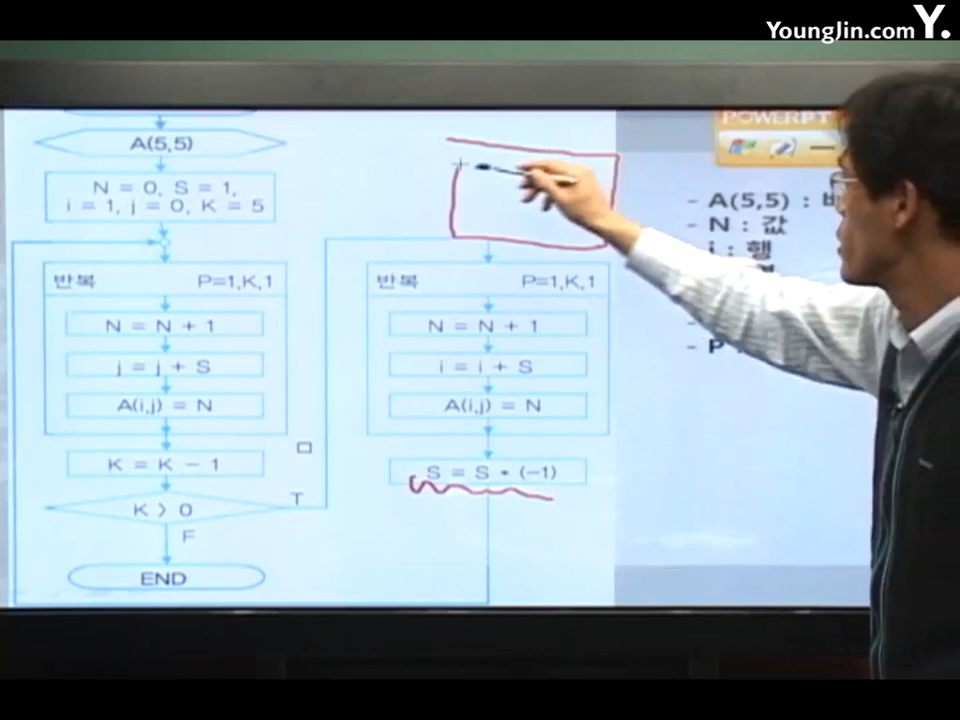 YoungJin.com Y.
POWERPT
A(5,5)
N = 0, S = 1,
i = 1, j = 0, K = 5
반복 P=1,K,1
N = N + 1
j = j + S
A(i,j) = N
K = K - 1
K > 0
T
F
END
반복 P=1,K,1
N = N + 1
i = i + S
A(i,j) = N
S = S * (-1)
- A(5,5) :
- N : 값
i : 행
- P